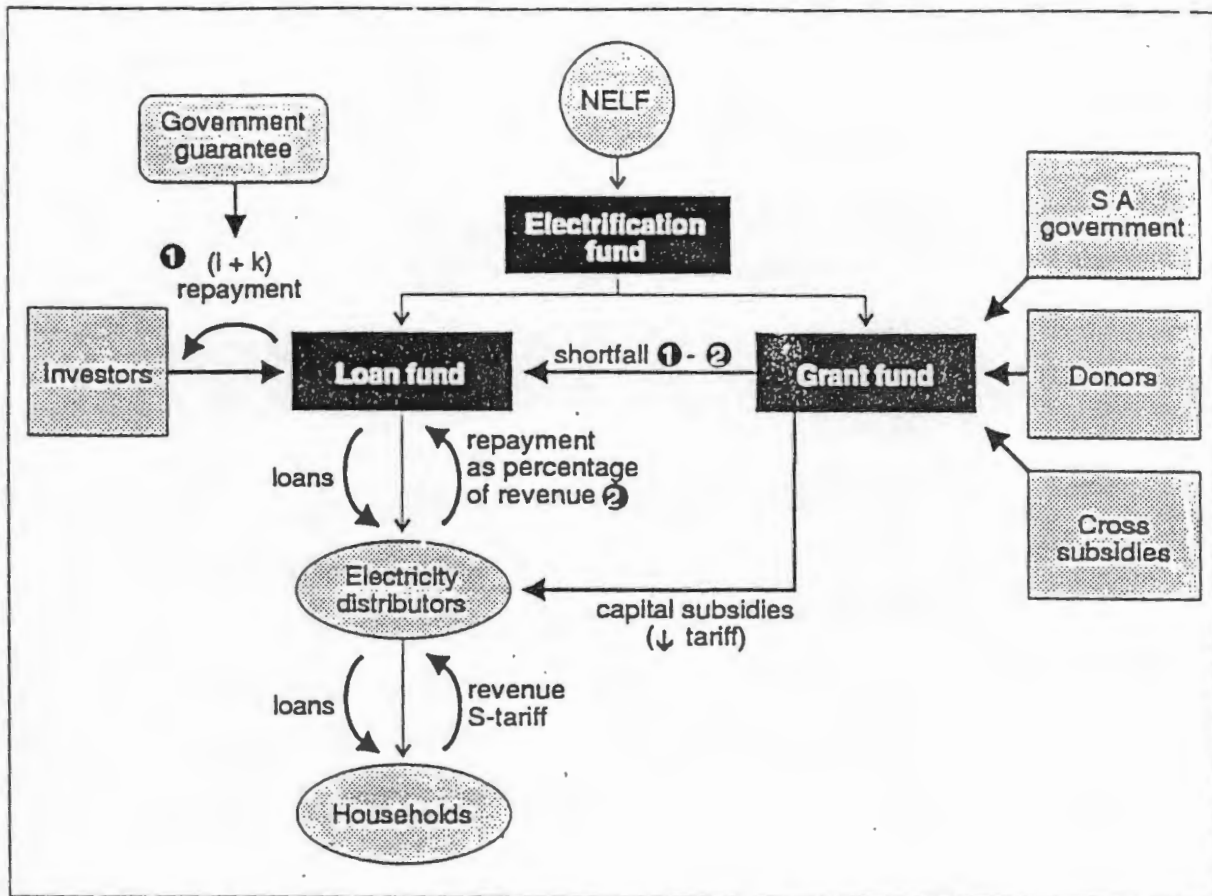 NELF
Government
guarantee
Electrification
fund
S A
government
❶ (i + k)
repayment
Investors
Loan fund
shortfall ❶ - ❷
Grant fund
Donors
loans
repayment
as percentage
of revenue ❷
Cross
subsidies
Electricity
distributors
capital subsidies
(↓ tariff)
loans
revenue
S-tariff
Households